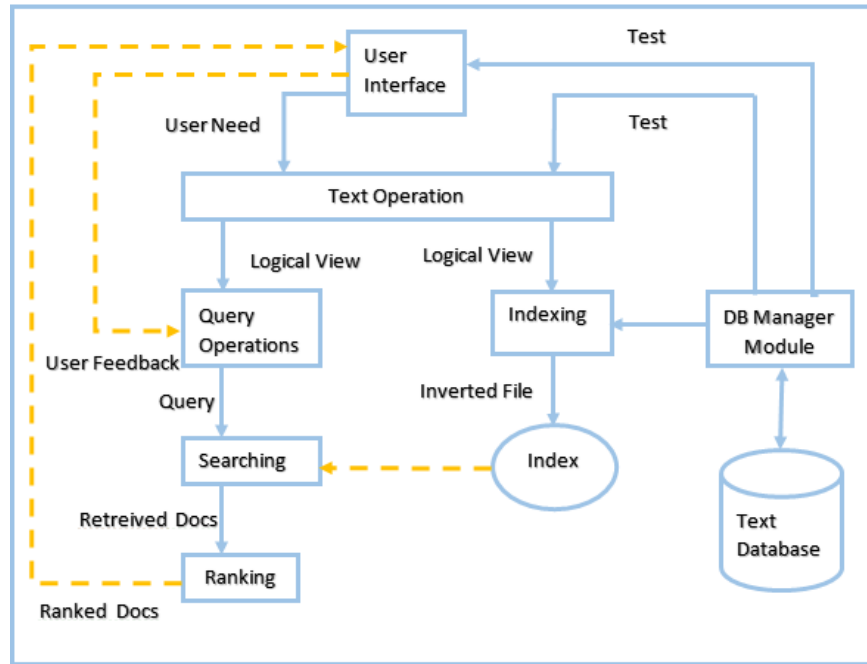 User
Interface
Test
User Need
Test
Text Operation
Logical View
Logical View
Query
Operations
Indexing
DB Manager
Module
User Feedback
Query
Inverted File
Searching
Index
Retreived Docs
Text
Database
Ranking
Ranked Docs